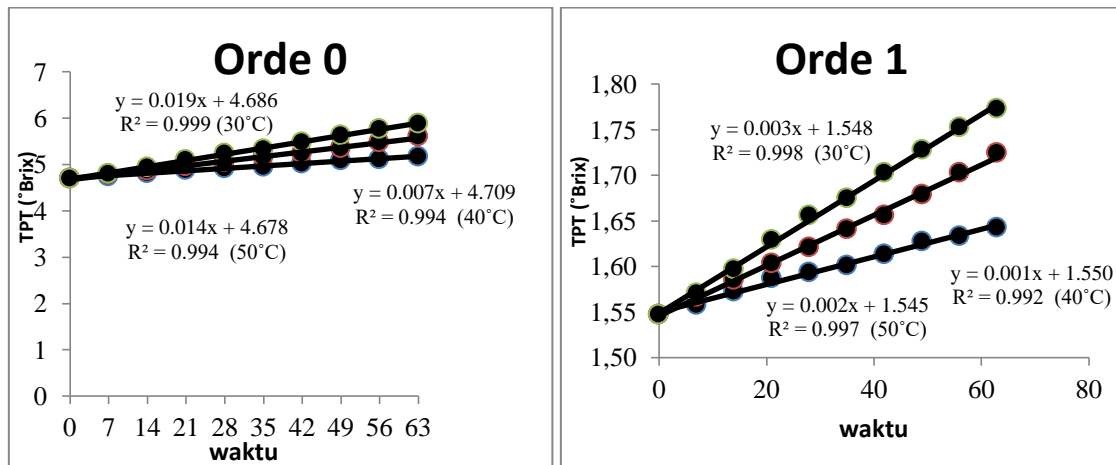 Orde 0
7
6
5
4
3
2
1
0
TPT (˚Brix)
y = 0.019x + 4.686
R² = 0.999 (30˚C)
y = 0.014x + 4.678
R² = 0.994 (50˚C)
y = 0.007x + 4.709
R² = 0.994 (40˚C)
0 7 14 21 28 35 42 49 56 63
waktu
Orde 1
1,80
1,75
1,70
1,65
1,60
1,55
1,50
TPT (˚Brix)
y = 0.003x + 1.548
R² = 0.998 (30˚C)
y = 0.002x + 1.545
R² = 0.997 (50˚C)
y = 0.001x + 1.550
R² = 0.992 (40˚C)
0 20 40 60 80
waktu